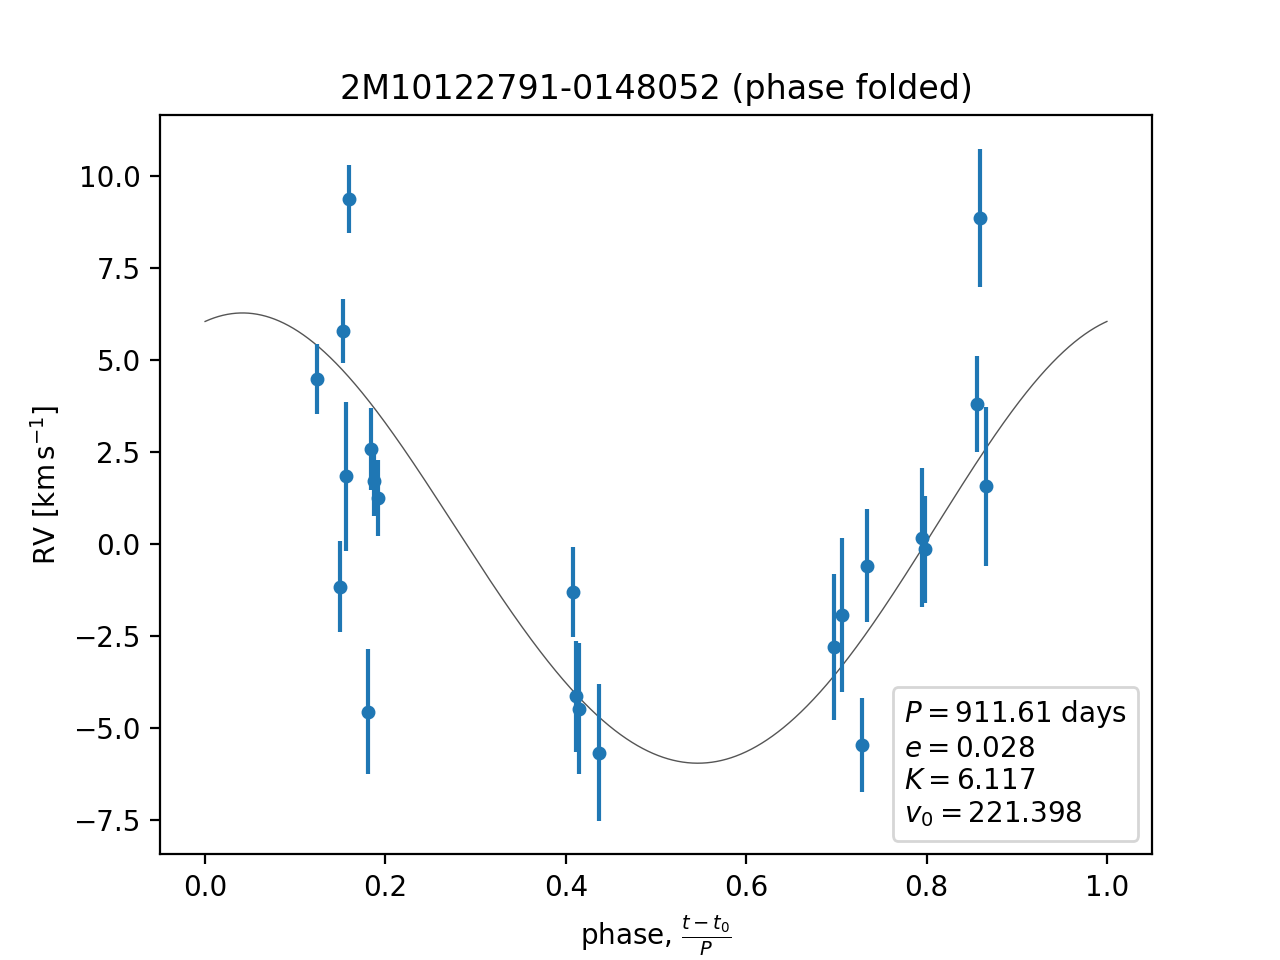 2M10122791-0148052 (phase folded)
RV [km s⁻¹]
10.0
7.5
5.0
2.5
0.0
−2.5
−5.0
−7.5
P = 911.61 days
e = 0.028
K = 6.117
v₀ = 221.398
0.0 0.2 0.4 0.6 0.8 1.0
phase, (t − t₀)/P